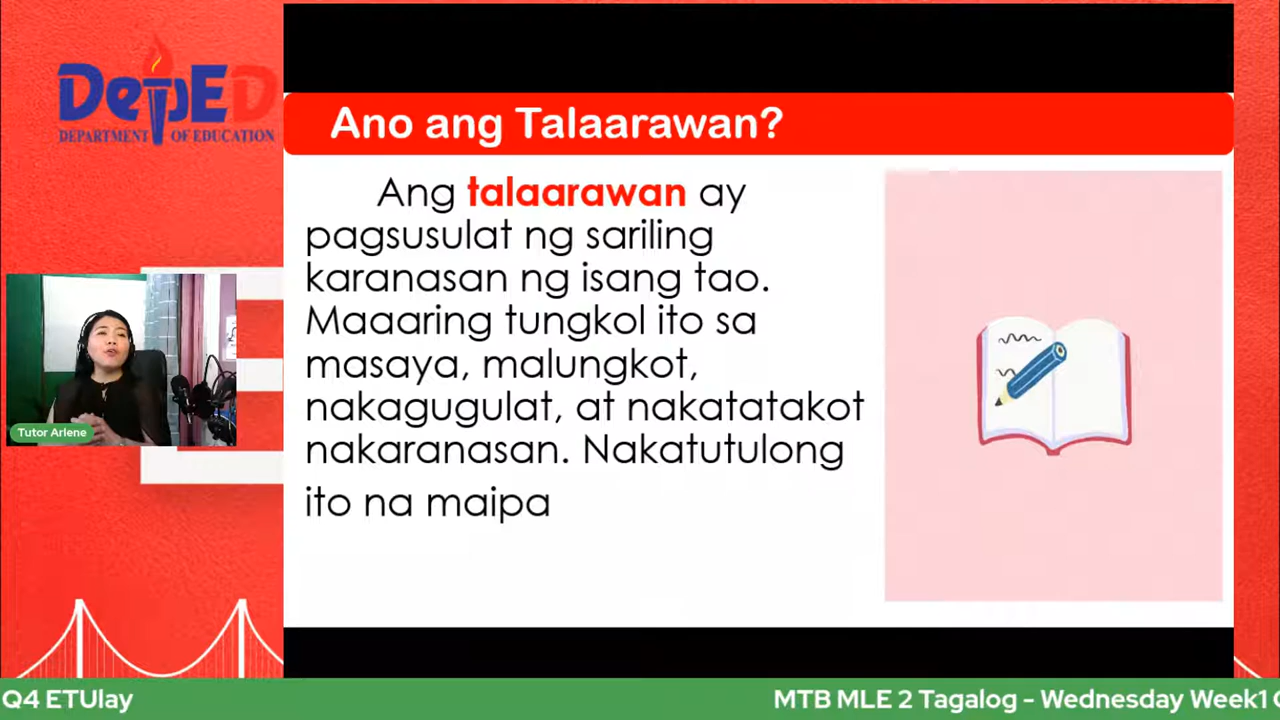 DepED
DEPARTMENT OF EDUCATION
Ano ang Talaarawan?
Ang talaarawan ay
pagsusulat ng sariling
karanasan ng isang tao.
Maaaring tungkol ito sa
masaya, malungkot,
nakagugulat, at nakatatakot
nakaranasan. Nakatutulong
ito na maipa
Tutor Arlene
Q4 ETUlay
MTB MLE 2 Tagalog - Wednesday Week1